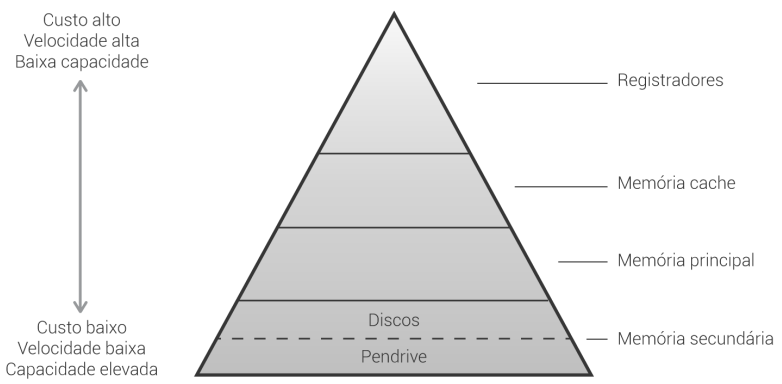 Custo alto
Velocidade alta
Baixa capacidade
Registradores
Memória cache
Memória principal
Discos
Custo baixo
Velocidade baixa
Capacidade elevada
Memória secundária
Pendrive